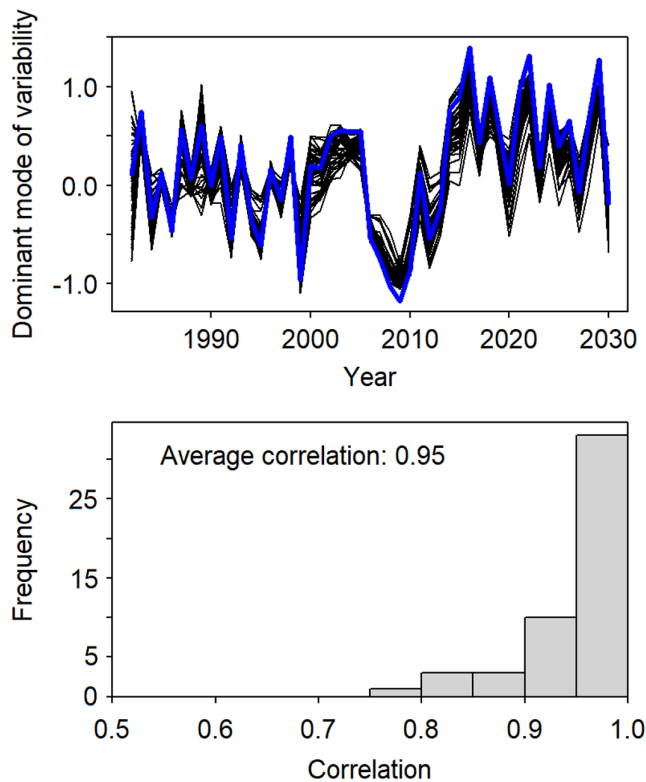 Dominant mode of variability
1.0
0.0
-1.0
1990 2000 2010 2020 2030
Year
Average correlation: 0.95
Frequency
25
15
5
0
0.5 0.6 0.7 0.8 0.9 1.0
Correlation